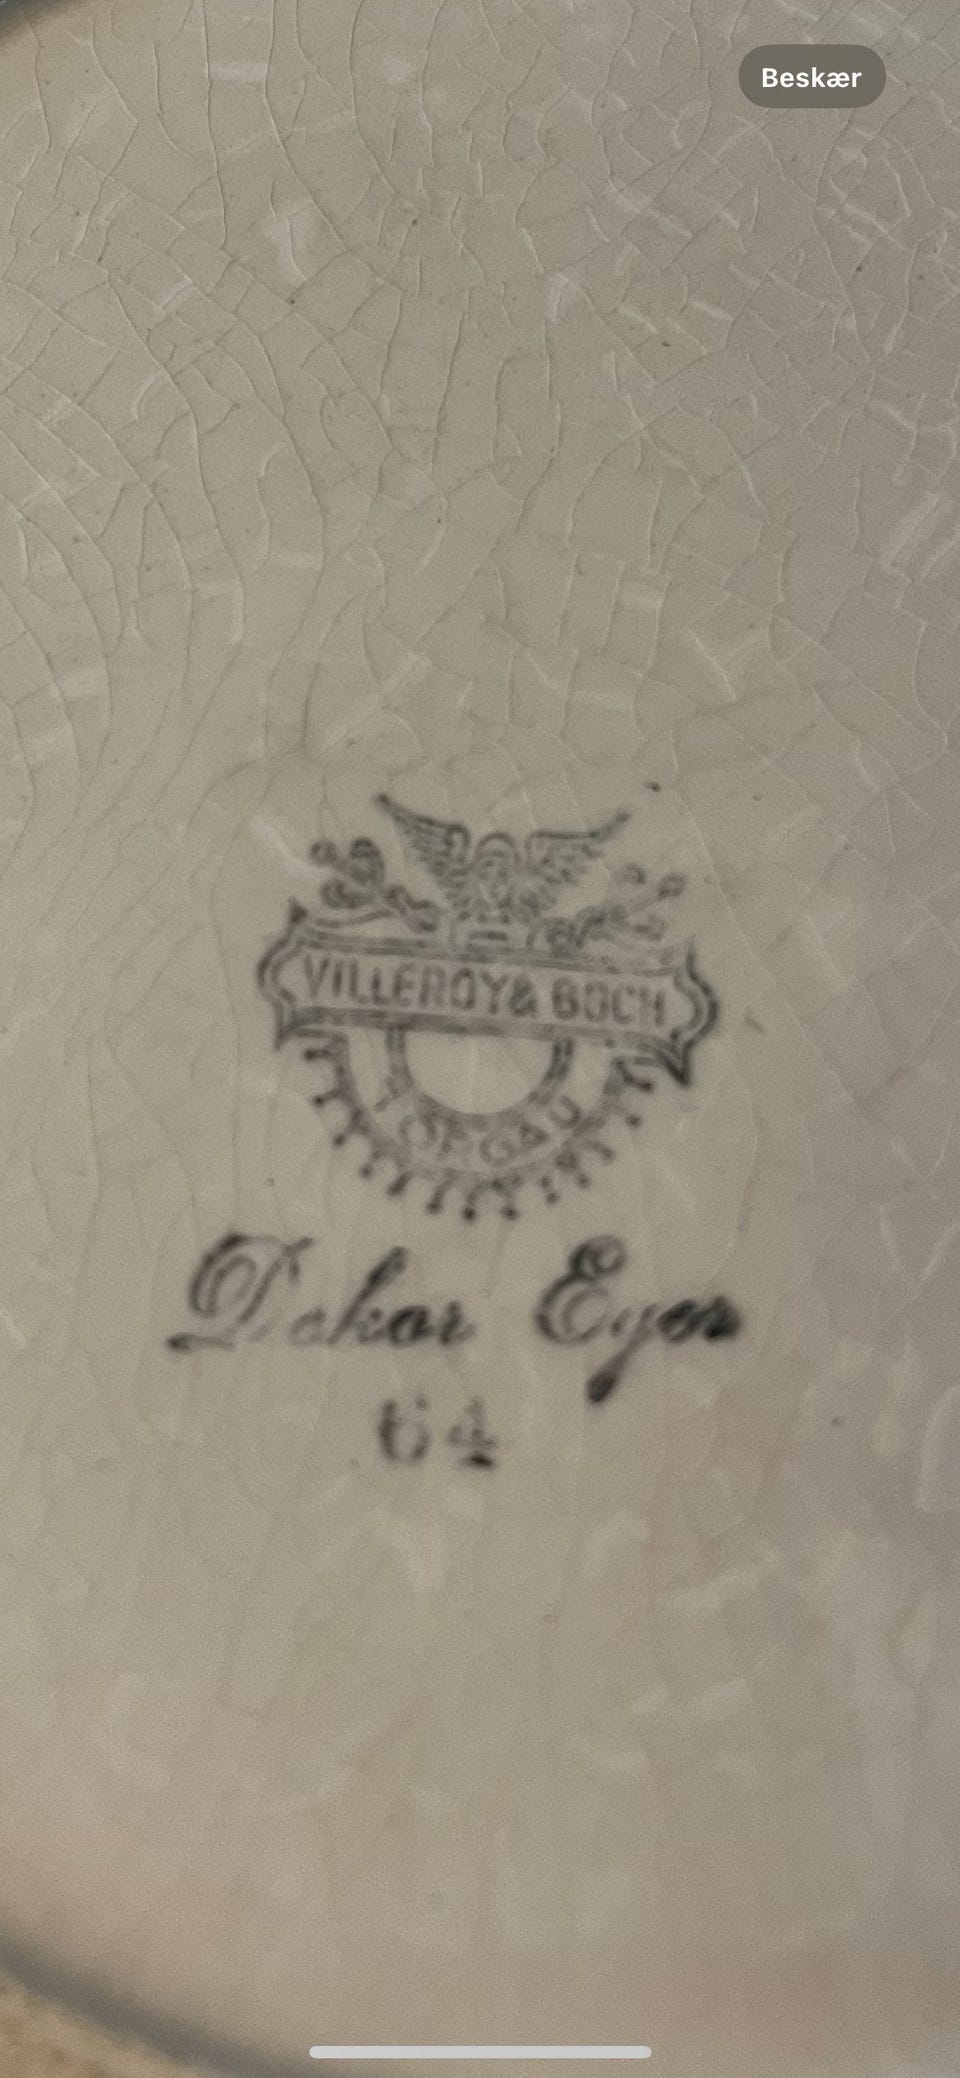 Beskær
VILLEROY & BOCH
TORGAU
Dekor Eger
64